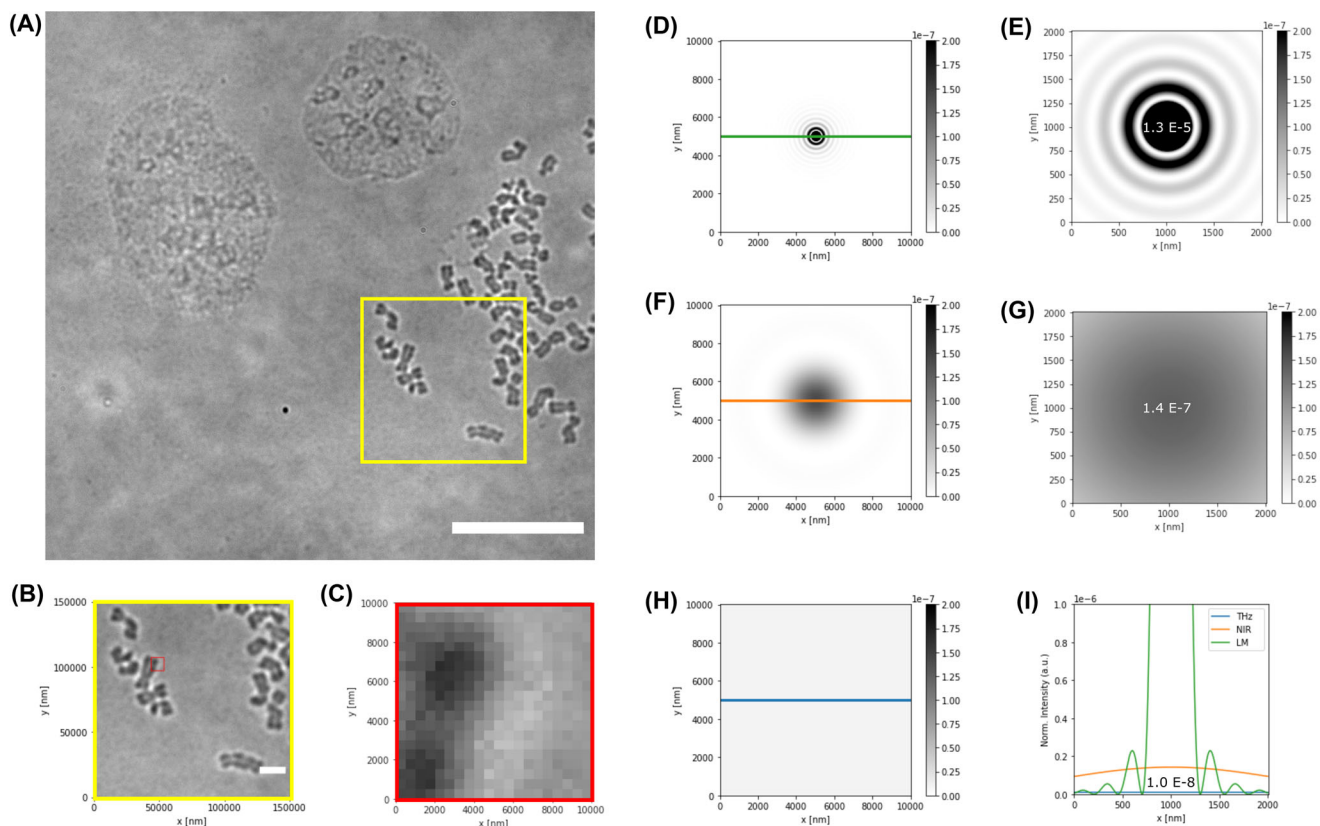 (A)
(B)
150000
100000
50000
0
y [nm]
0 50000 100000 150000
x [nm]
(C)
10000
8000
6000
4000
2000
0
y [nm]
0 2000 4000 6000 8000 10000
x [nm]
(D)
10000
8000
6000
4000
2000
0
y [nm]
0 2000 4000 6000 8000 10000
x [nm]
1e-7
2.00
1.75
1.50
1.25
1.00
0.75
0.50
0.25
0.00
(E)
2000
1750
1500
1250
1000
750
500
250
0
y [nm]
1.3 E-5
0 500 1000 1500 2000
x [nm]
1e-7
2.00
1.75
1.50
1.25
1.00
0.75
0.50
0.25
0.00
(F)
10000
8000
6000
4000
2000
0
y [nm]
0 2000 4000 6000 8000 10000
x [nm]
1e-7
2.00
1.75
1.50
1.25
1.00
0.75
0.50
0.25
0.00
(G)
2000
1750
1500
1250
1000
750
500
250
0
y [nm]
1.4 E-7
0 500 1000 1500 2000
x [nm]
1e-7
2.00
1.75
1.50
1.25
1.00
0.75
0.50
0.25
0.00
(H)
10000
8000
6000
4000
2000
0
y [nm]
0 2000 4000 6000 8000 10000
x [nm]
1e-7
2.00
1.75
1.50
1.25
1.00
0.75
0.50
0.25
0.00
(I)
1e-6
1.0
0.8
0.6
0.4
0.2
0.0
Norm. Intensity (a.u.)
THz
NIR
LM
1.0 E-8
0 500 1000 1500 2000
x [nm]